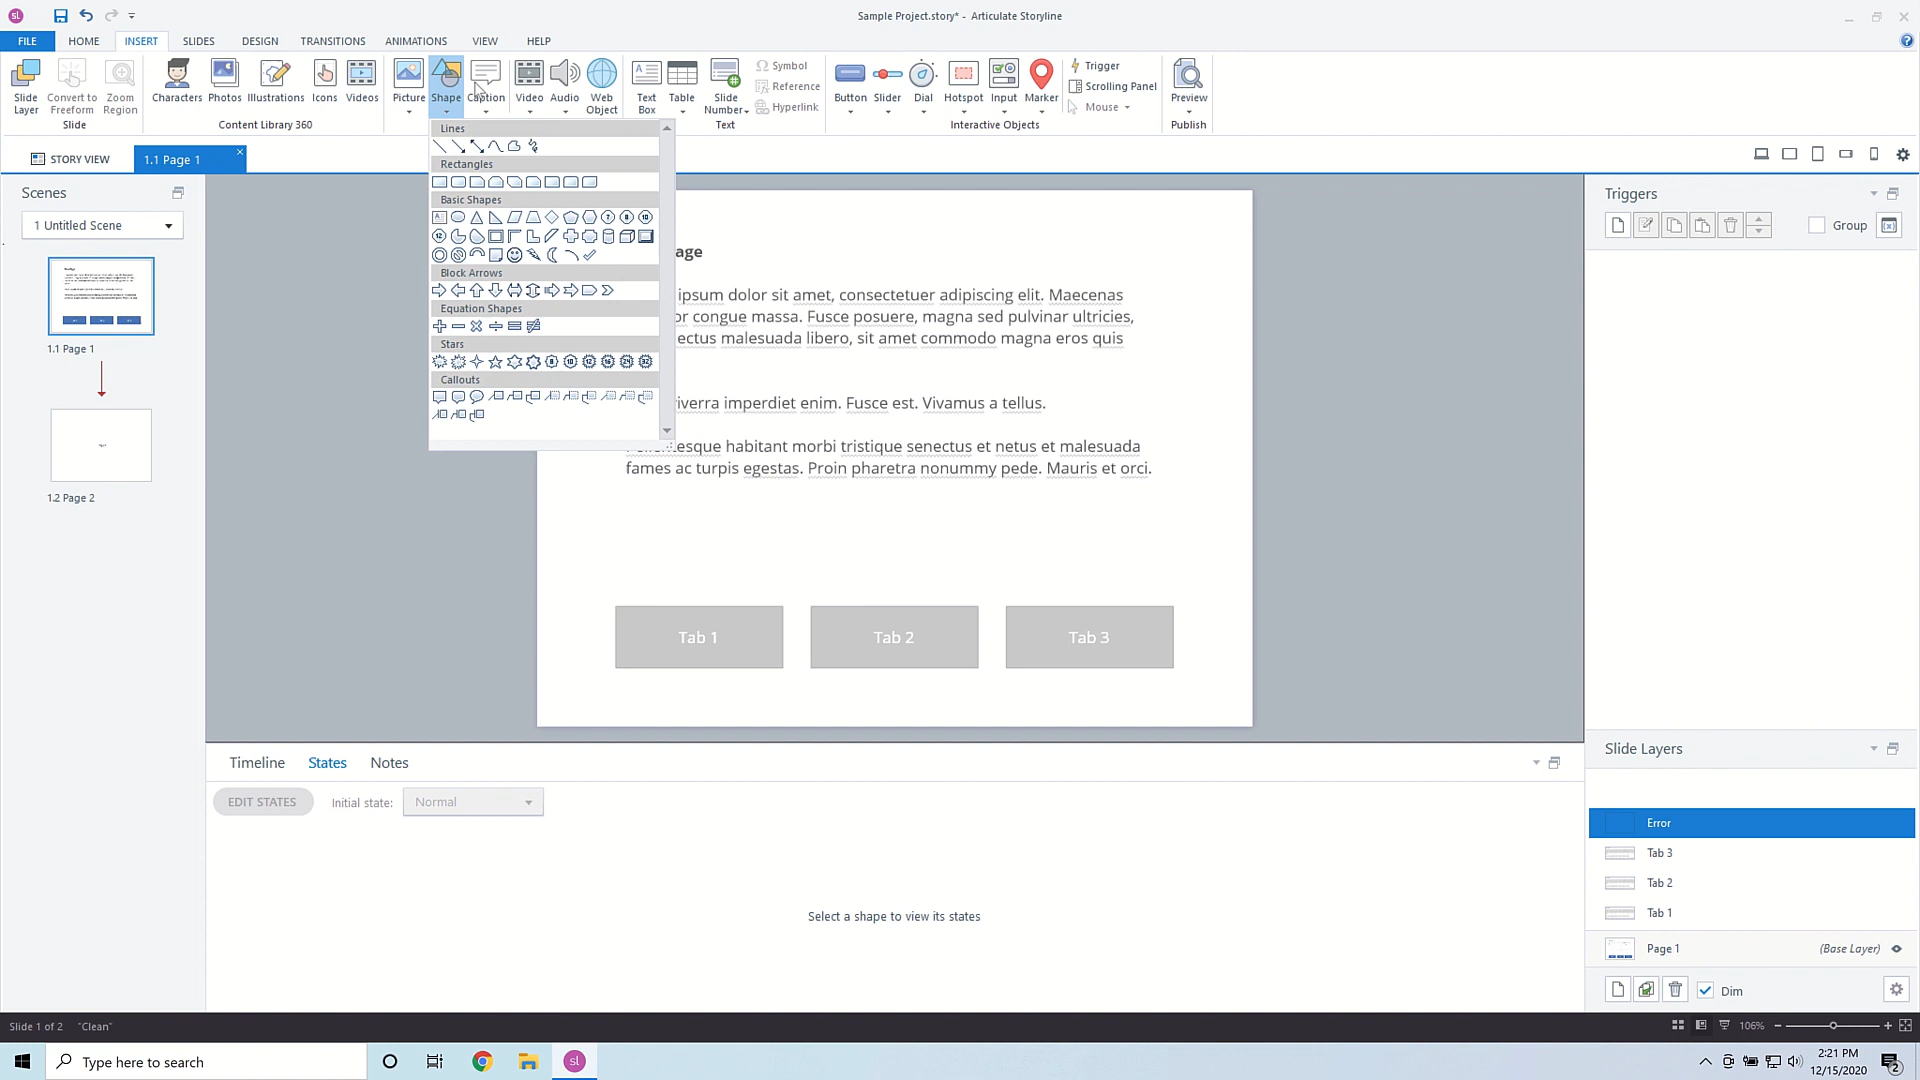 sl
Sample Project.story* - Articulate Storyline
FILE HOME INSERT SLIDES DESIGN TRANSITIONS ANIMATIONS VIEW HELP
Slide Layer
Convert to Freeform
Zoom Region
Slide
Characters
Photos
Illustrations
Icons
Videos
Content Library 360
Picture
Shape
Caption
Video
Audio
Web Object
Text Box
Table
Slide Number
Symbol
Reference
Hyperlink
Text
Button
Slider
Dial
Hotspot
Input
Marker
Trigger
Scrolling Panel
Mouse
Interactive Objects
Preview
Publish
Lines
Rectangles
Basic Shapes
Block Arrows
Equation Shapes
Stars
Callouts
STORY VIEW
1.1 Page 1
Scenes
1 Untitled Scene
1.1 Page 1
1.2 Page 2
age
ipsum dolor sit amet, consectetuer adipiscing elit. Maecenas
or congue massa. Fusce posuere, magna sed pulvinar ultricies,
ectus malesuada libero, sit amet commodo magna eros quis
viverra imperdiet enim. Fusce est. Vivamus a tellus.
habitant morbi tristique senectus et netus et malesuada
fames ac turpis egestas. Proin pharetra nonummy pede. Mauris et orci.
Tab 1
Tab 2
Tab 3
Triggers
Group
Timeline States Notes
EDIT STATES Initial state: Normal
Select a shape to view its states
Slide Layers
Error
Tab 3
Tab 2
Tab 1
Page 1 (Base Layer)
Dim
Slide 1 of 2 "Clean"
106%
Type here to search
sl
2:21 PM
12/15/2020
2